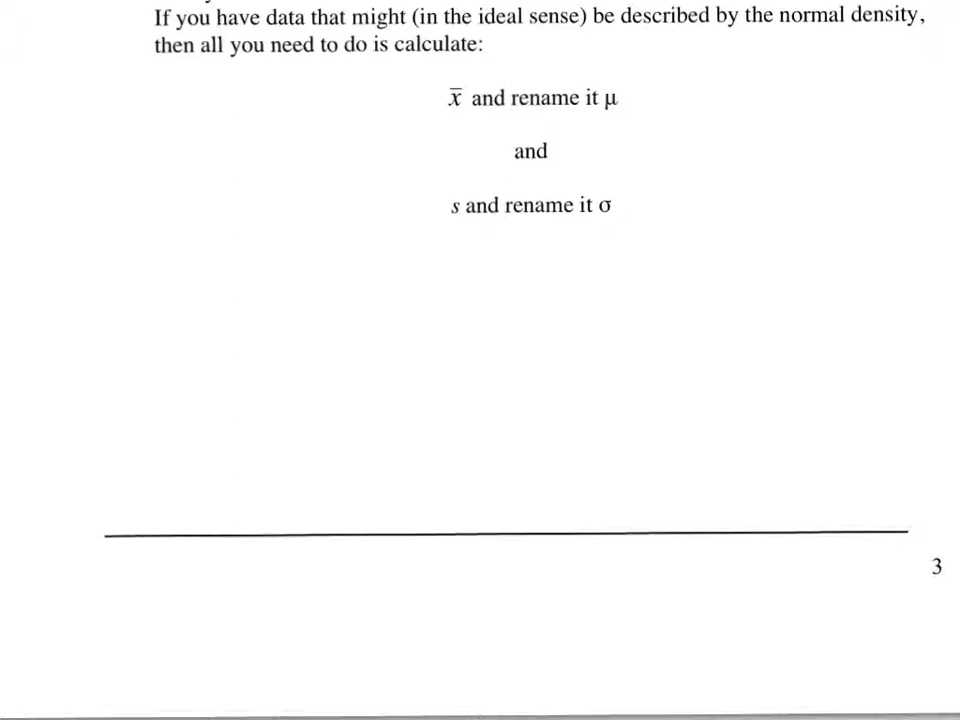 If you have data that might (in the ideal sense) be described by the normal density,
then all you need to do is calculate:
x̅ and rename it μ
and
s and rename it σ
3